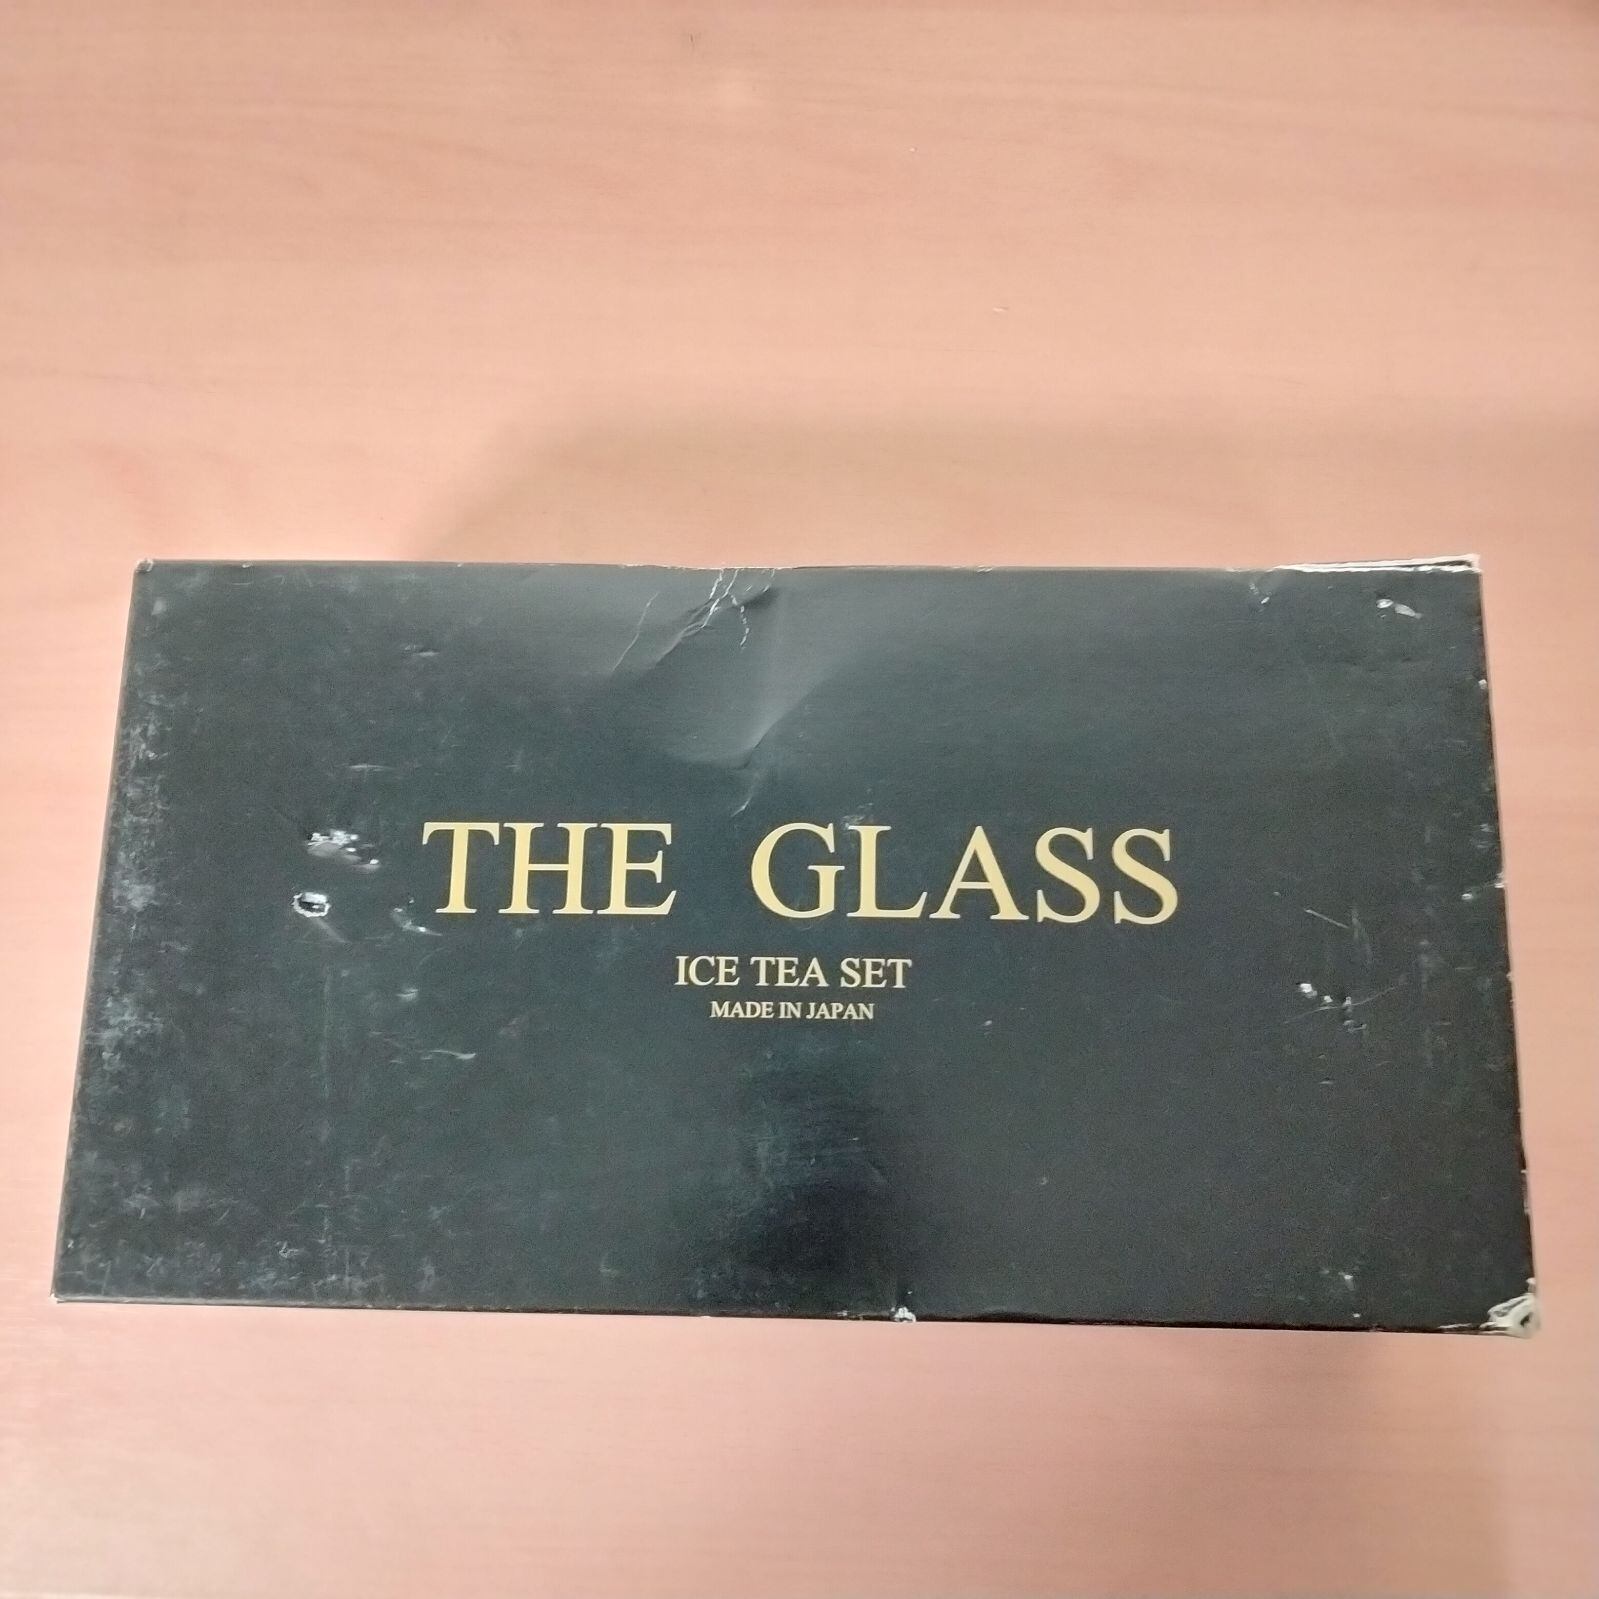 THE GLASS
ICE TEA SET
MADE IN JAPAN